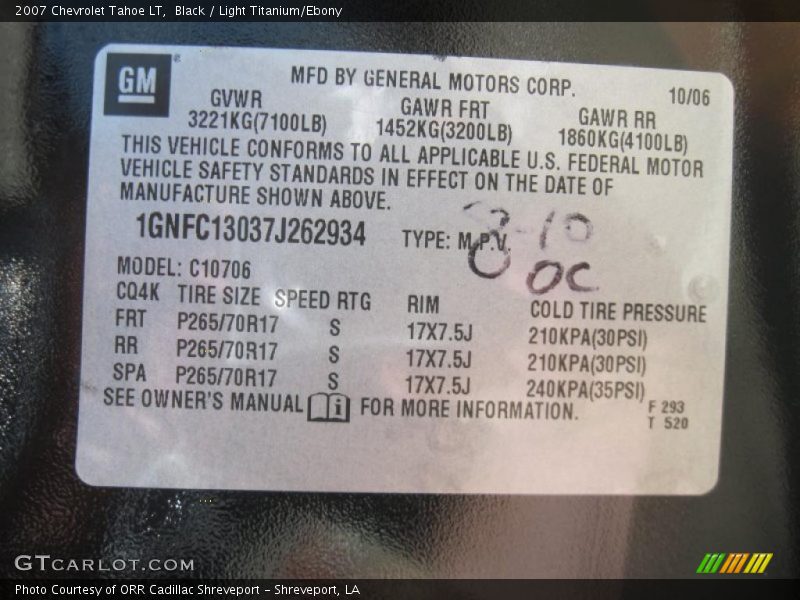 2007 Chevrolet Tahoe LT, Black / Light Titanium/Ebony
GM
MFD BY GENERAL MOTORS CORP.
10/06
GVWR GAWR FRT GAWR RR
3221KG(7100LB) 1452KG(3200LB) 1860KG(4100LB)
THIS VEHICLE CONFORMS TO ALL APPLICABLE U.S. FEDERAL MOTOR
VEHICLE SAFETY STANDARDS IN EFFECT ON THE DATE OF
MANUFACTURE SHOWN ABOVE.
1GNFC13037J262934 TYPE: M.P.V.
OC
MODEL: C10706
CQ4K TIRE SIZE SPEED RTG RIM COLD TIRE PRESSURE
FRT P265/70R17 S 17X7.5J 210KPA(30PSI)
RR P265/70R17 S 17X7.5J 210KPA(30PSI)
SPA P265/70R17 S 17X7.5J 240KPA(35PSI)
SEE OWNER'S MANUAL i FOR MORE INFORMATION.
F 293
T 520
GTCARLOT.COM
Photo Courtesy of ORR Cadillac Shreveport - Shreveport, LA